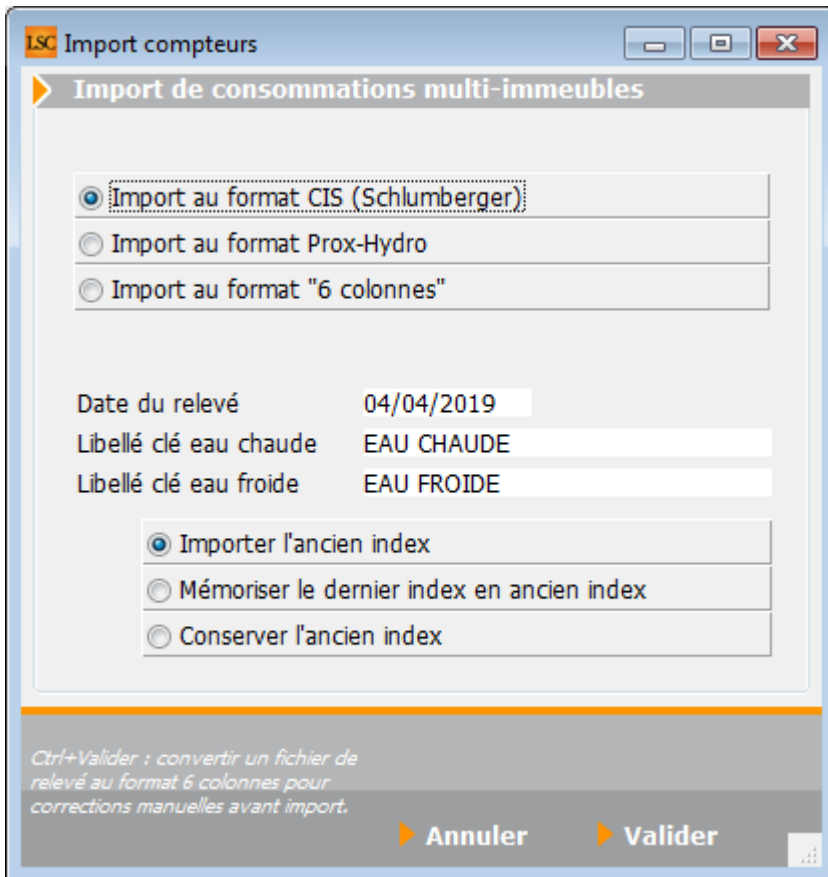 LSC Import compteurs
Import de consommations multi-immeubles
Import au format CIS (Schlumberger)
Import au format Prox-Hydro
Import au format "6 colonnes"
Date du relevé 04/04/2019
Libellé clé eau chaude EAU CHAUDE
Libellé clé eau froide EAU FROIDE
Importer l'ancien index
Mémoriser le dernier index en ancien index
Conserver l'ancien index
Ctrl+Valider : convertir un fichier de
relevé au format 6 colonnes pour
corrections manuelles avant import.
Annuler Valider